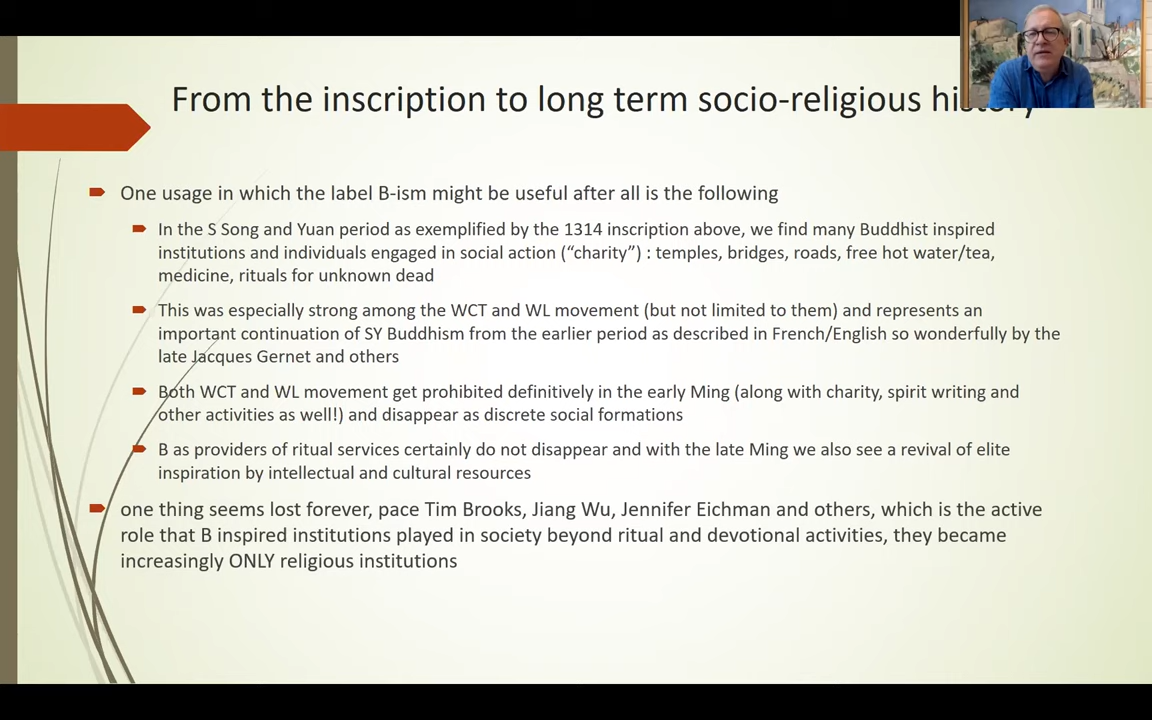 From the inscription to long term socio-religious
One usage in which the label B-ism might be useful after all is the following
In the S Song and Yuan period as exemplified by the 1314 inscription above, we find many Buddhist inspired
institutions and individuals engaged in social action (“charity”) : temples, bridges, roads, free hot water/tea,
medicine, rituals for unknown dead
This was especially strong among the WCT and WL movement (but not limited to them) and represents an
important continuation of SY Buddhism from the earlier period as described in French/English so wonderfully by the
late Jacques Gernet and others
Both WCT and WL movement get prohibited definitively in the early Ming (along with charity, spirit writing and
other activities as well!) and disappear as discrete social formations
B as providers of ritual services certainly do not disappear and with the late Ming we also see a revival of elite
inspiration by intellectual and cultural resources
one thing seems lost forever, pace Tim Brooks, Jiang Wu, Jennifer Eichman and others, which is the active
role that B inspired institutions played in society beyond ritual and devotional activities, they became
increasingly ONLY religious institutions